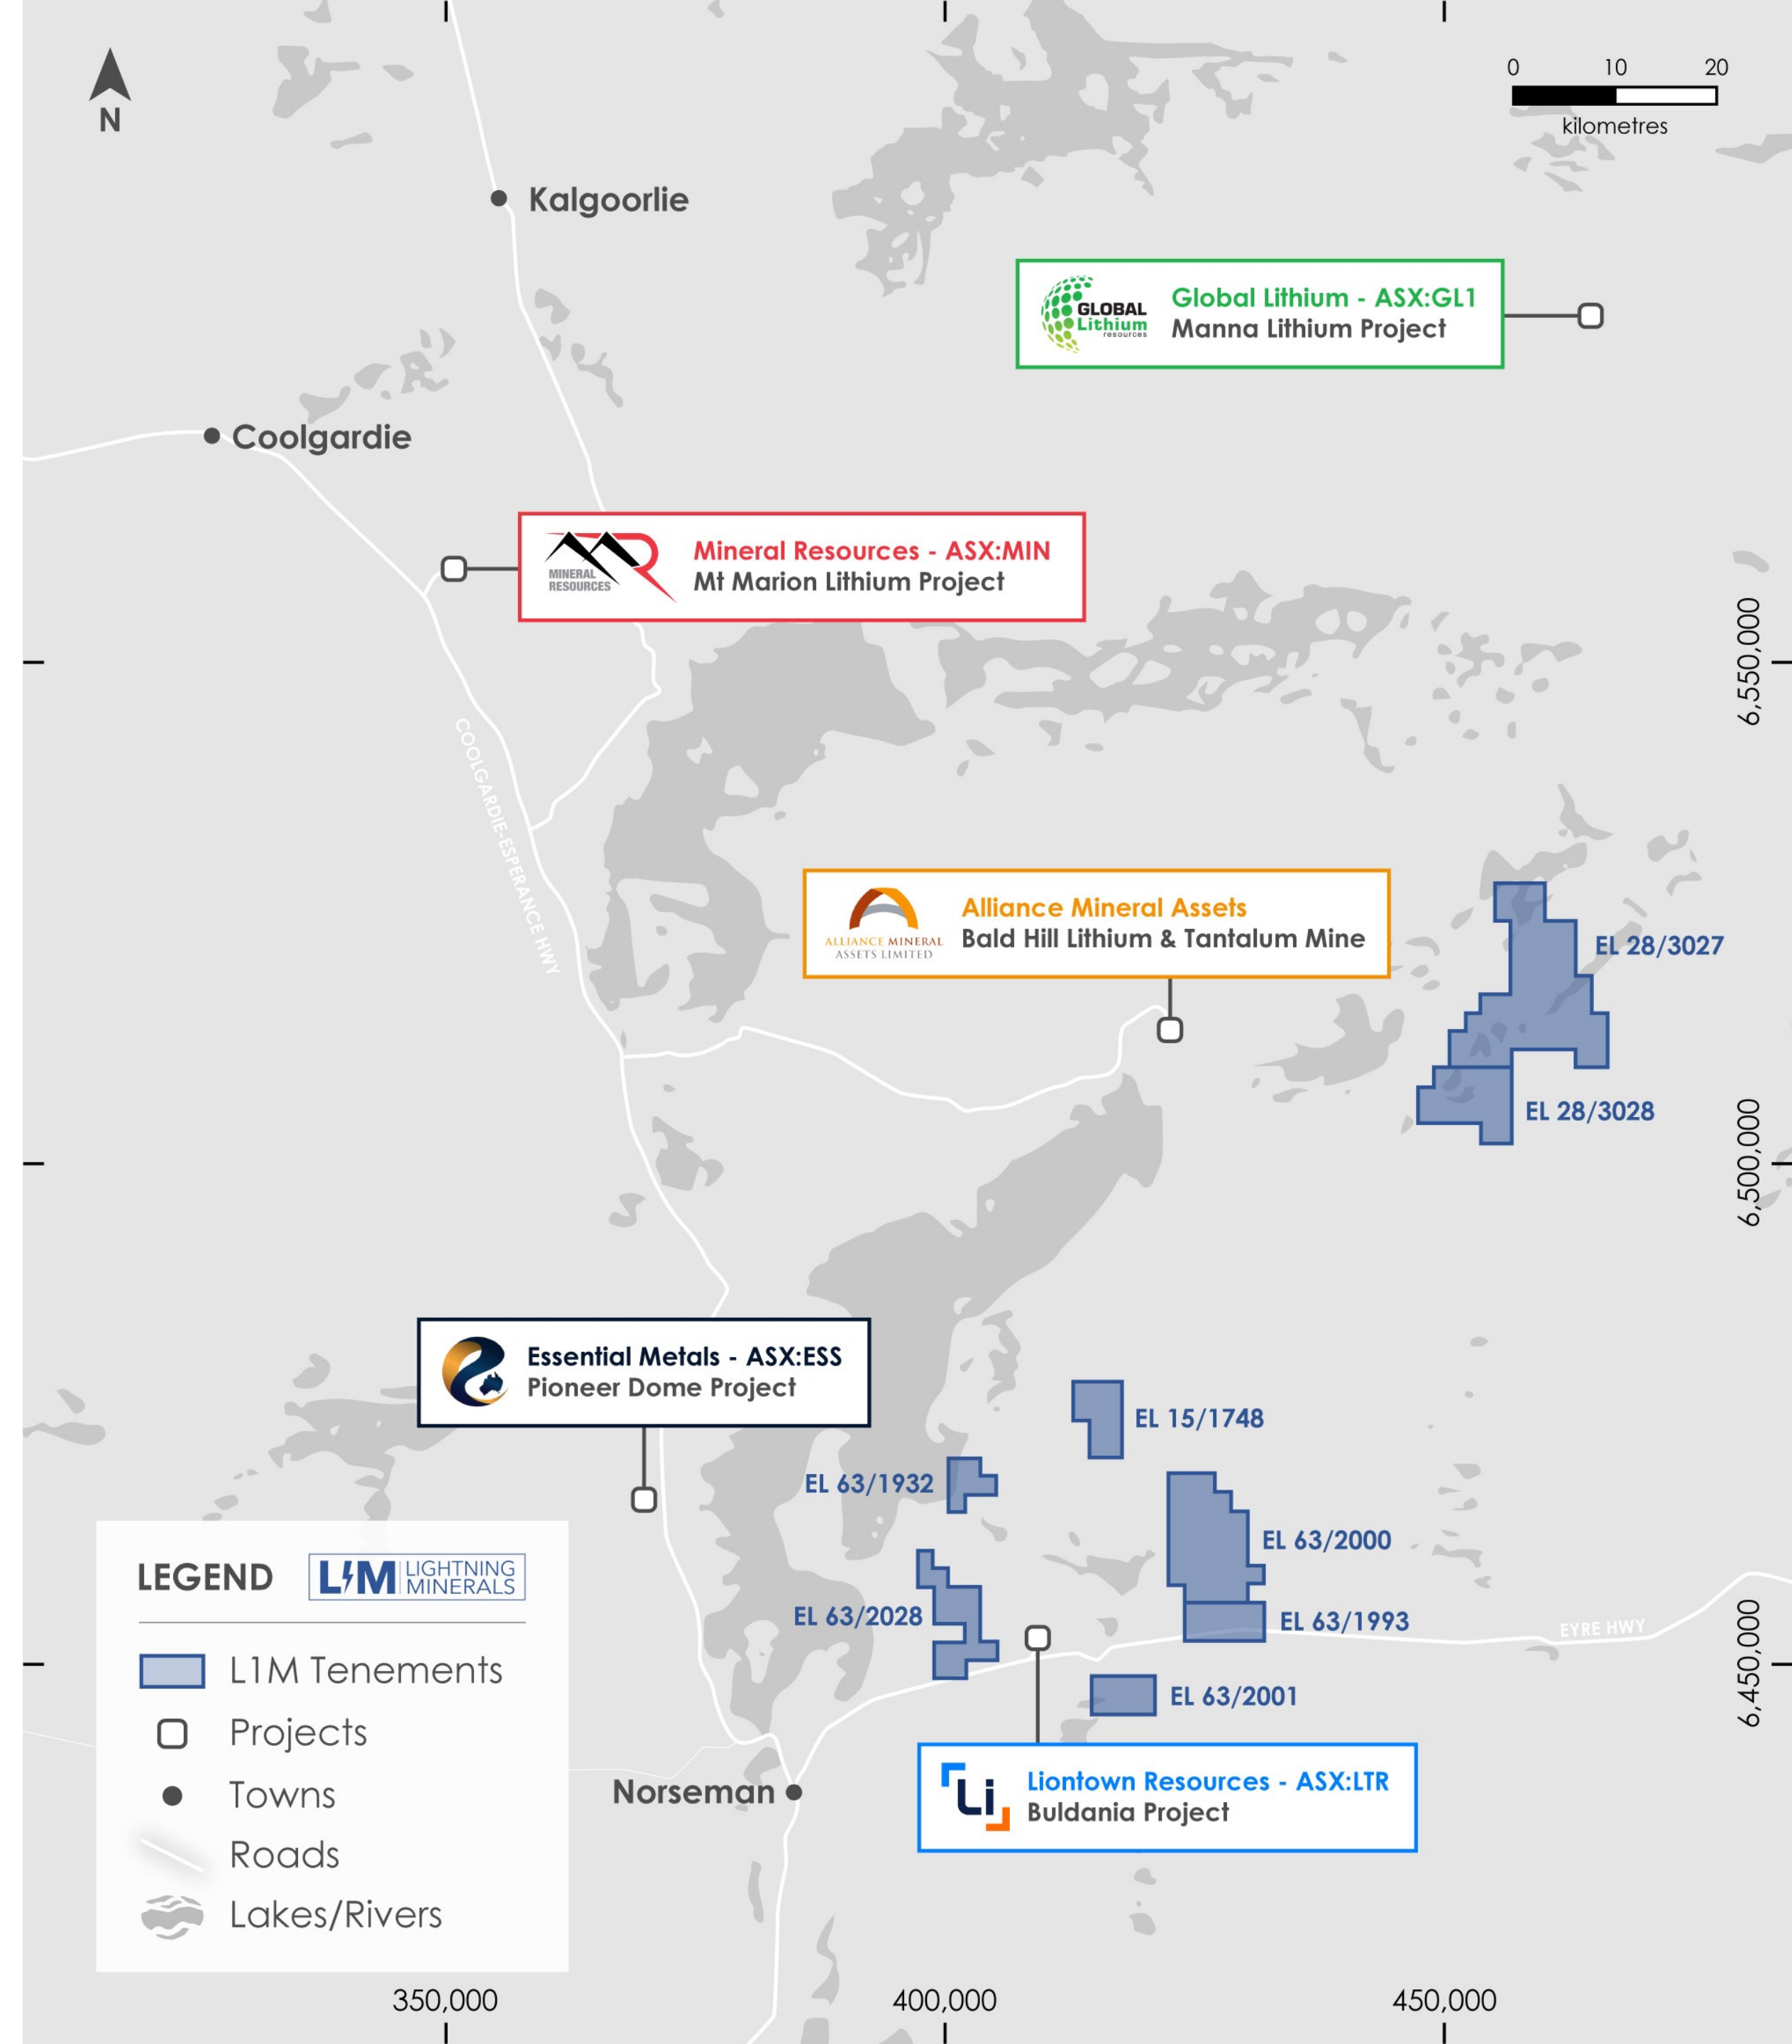 N
0 10 20
kilometres
Kalgoorlie
GLOBAL
Lithium
resources
Global Lithium - ASX:GL1
Manna Lithium Project
Coolgardie
MINERAL
RESOURCES
Mineral Resources - ASX:MIN
Mt Marion Lithium Project
6,550,000
COOLGARDIE-ESPERANCE HWY
ALLIANCE MINERAL
ASSETS LIMITED
Alliance Mineral Assets
Bald Hill Lithium & Tantalum Mine
EL 28/3027
EL 28/3028
6,500,000
Essential Metals - ASX:ESS
Pioneer Dome Project
EL 15/1748
EL 63/1932
EL 63/2000
EL 63/2028
EL 63/1993
EYRE HWY
6,450,000
EL 63/2001
LEGEND
L1M LIGHTNING
MINERALS
L1M Tenements
Projects
Towns
Roads
Lakes/Rivers
Norseman
Li
Liontown Resources - ASX:LTR
Buldania Project
350,000 400,000 450,000